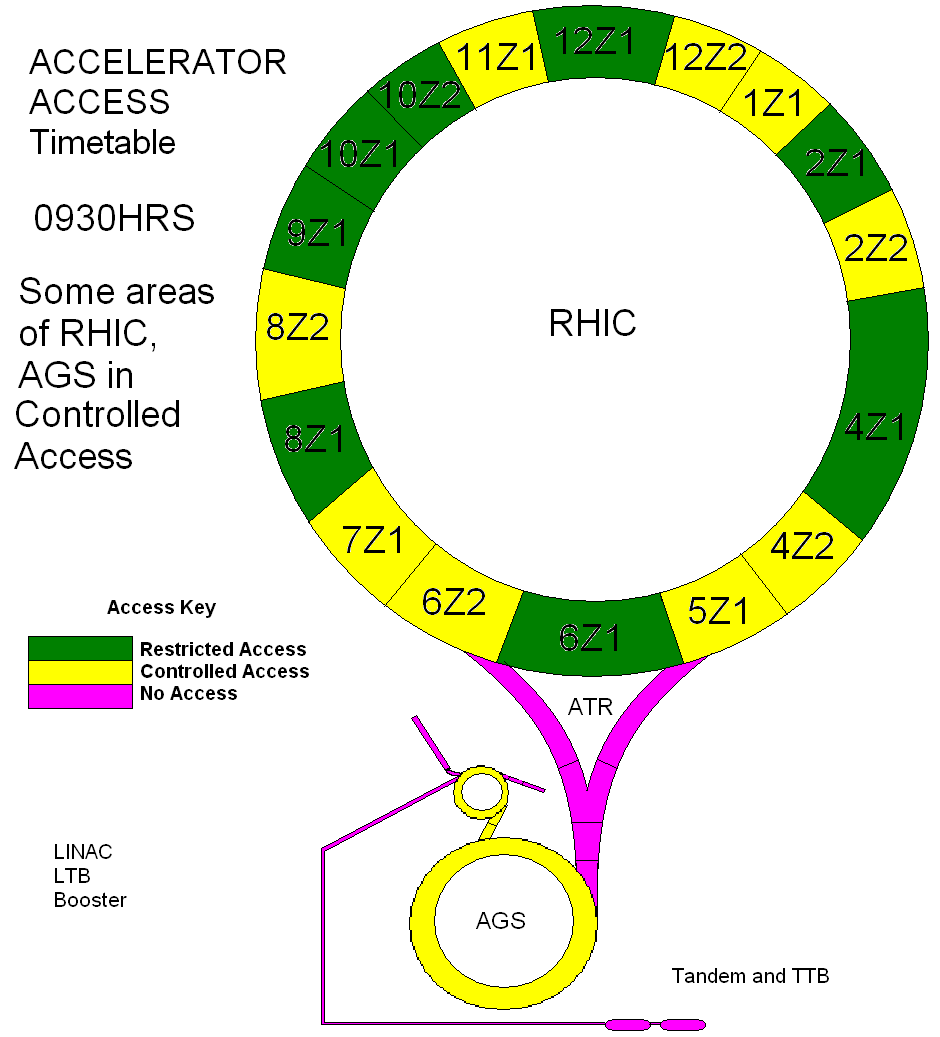 ACCELERATOR
ACCESS
Timetable
0930HRS
Some areas
of RHIC,
AGS in
Controlled
Access
12Z1
12Z2
1Z1
2Z1
2Z2
4Z1
4Z2
5Z1
6Z1
6Z2
7Z1
8Z1
8Z2
9Z1
10Z1
10Z2
11Z1
RHIC
Access Key
Restricted Access
Controlled Access
No Access
ATR
LINAC
LTB
Booster
AGS
Tandem and TTB